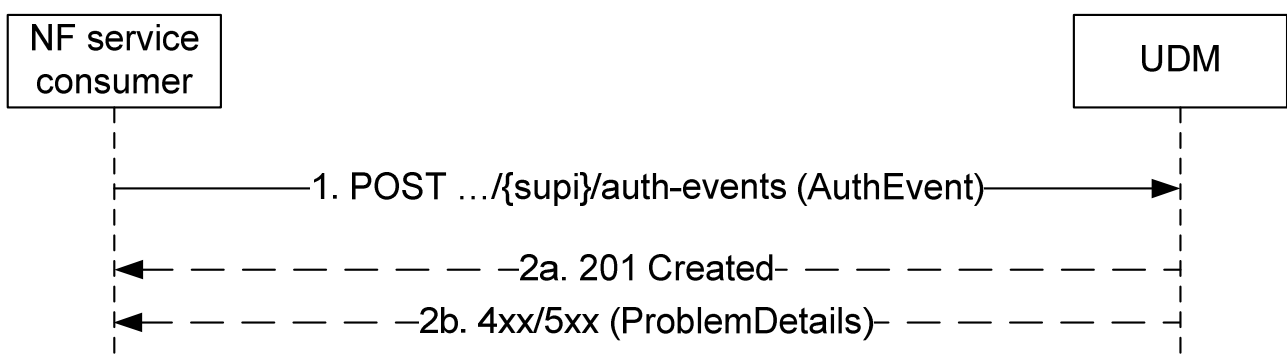 NF service
consumer
UDM
1. POST …/{supi}/auth-events (AuthEvent)
2a. 201 Created
2b. 4xx/5xx (ProblemDetails)